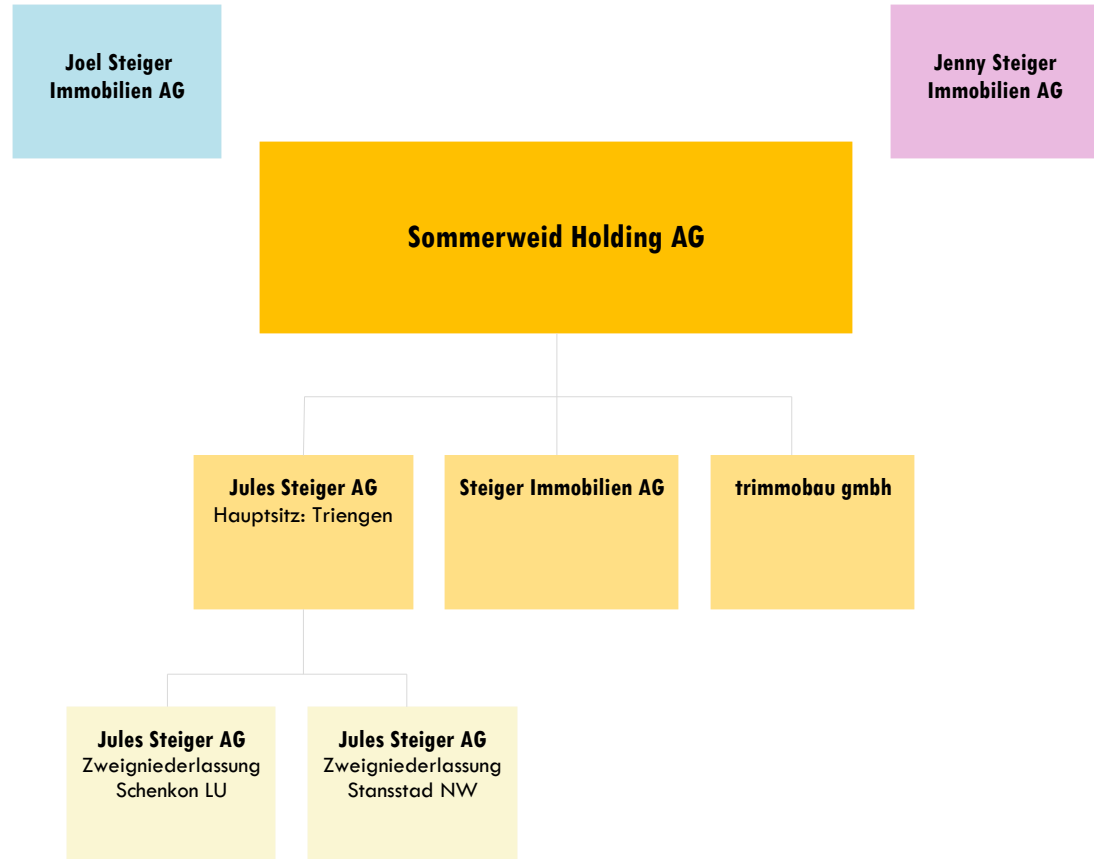 Joel Steiger
Immobilien AG
Jenny Steiger
Immobilien AG
Sommerweid Holding AG
Jules Steiger AG
Hauptsitz: Triengen
Steiger Immobilien AG
trimmobau gmbh
Jules Steiger AG
Zweigniederlassung
Schenkon LU
Jules Steiger AG
Zweigniederlassung
Stansstad NW